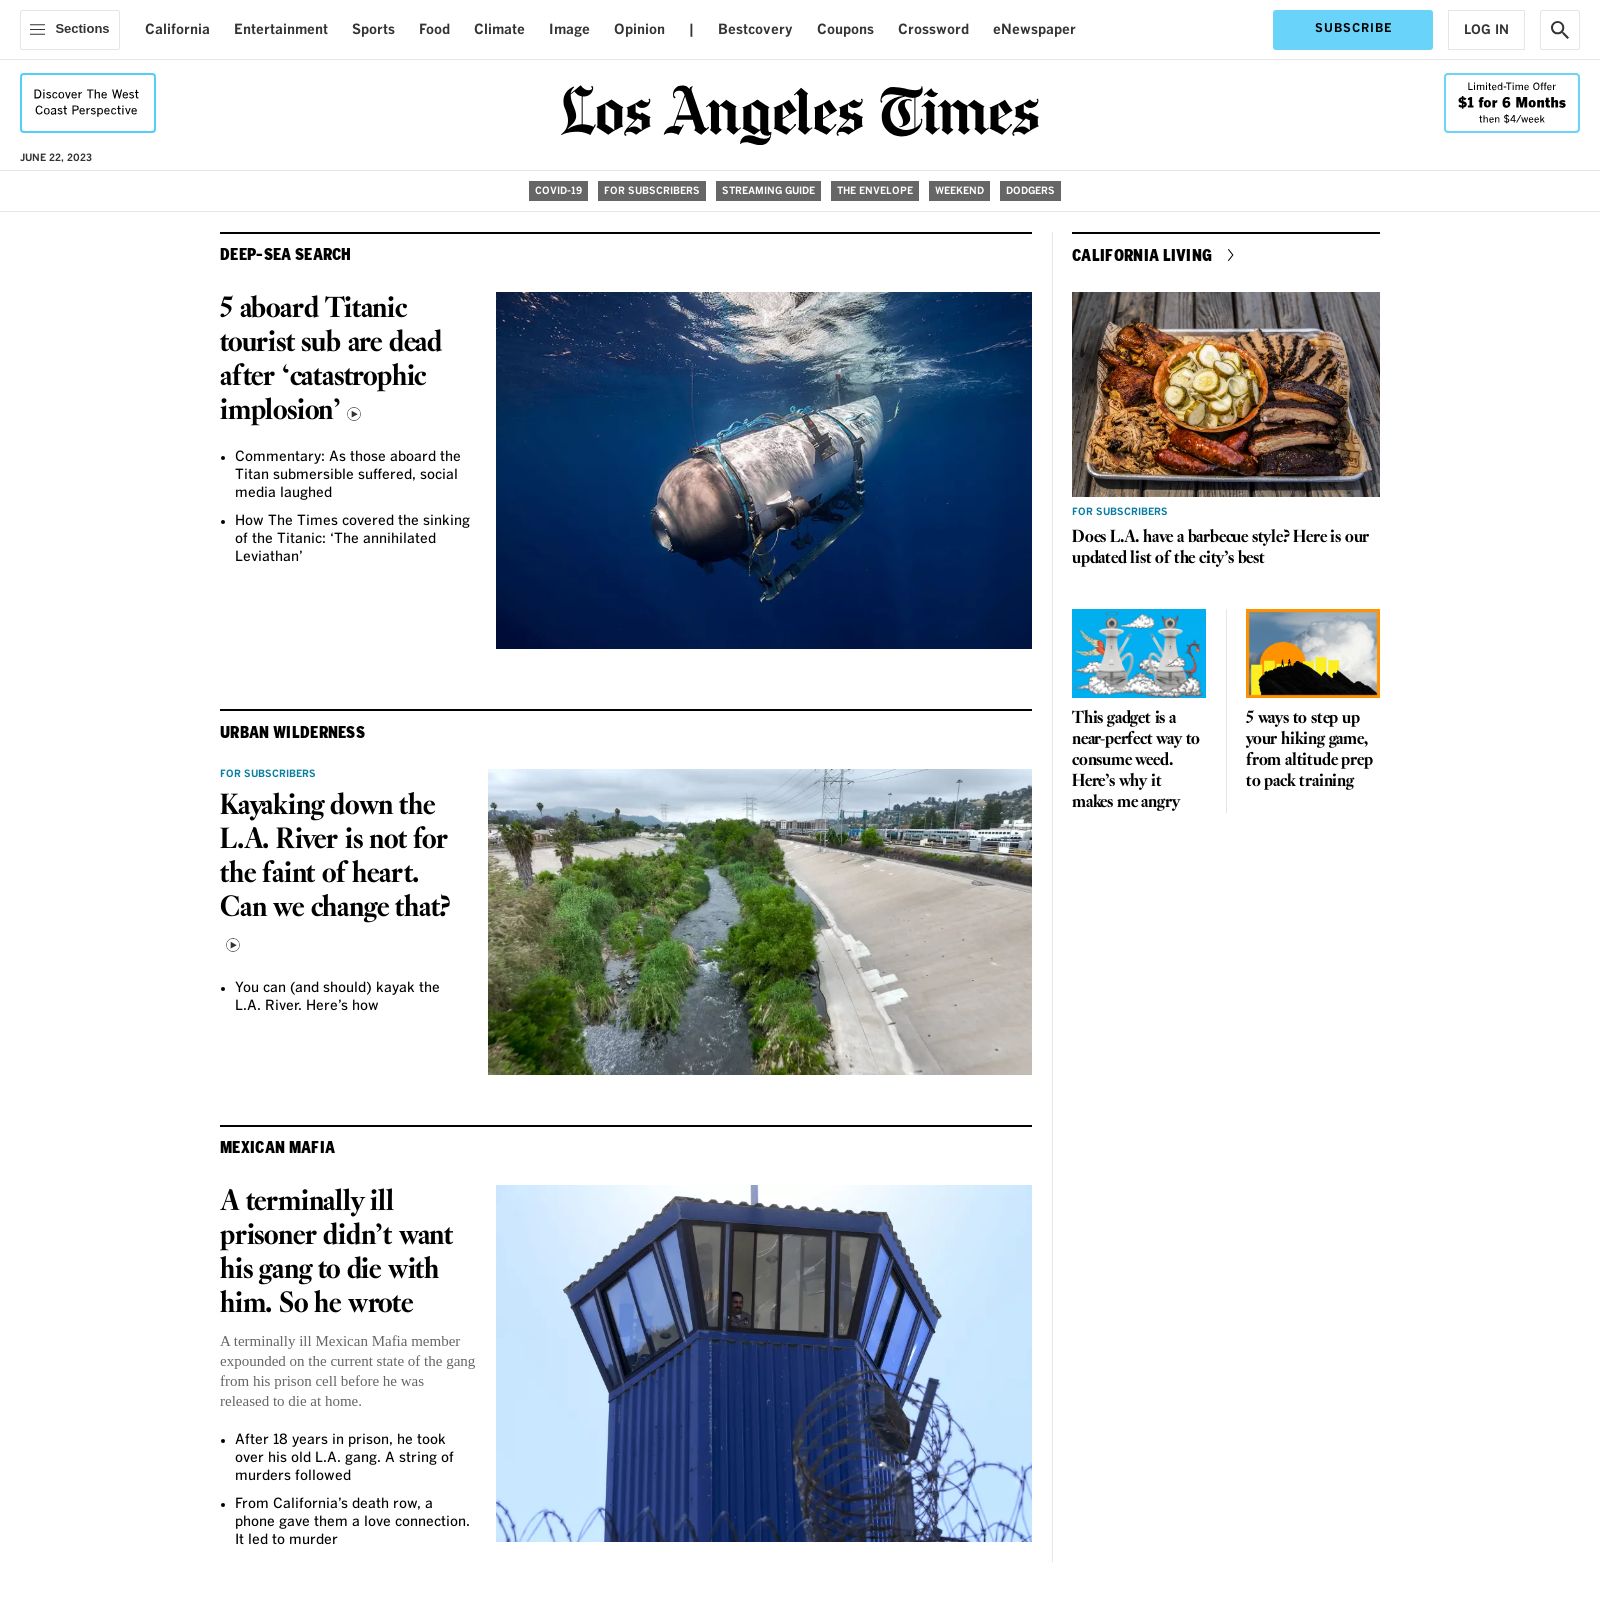 Sections
California
Entertainment
Sports
Food
Climate
Image
Opinion
|
Bestcovery
Coupons
Crossword
eNewspaper
SUBSCRIBE
LOG IN
Discover The West
Coast Perspective
Los Angeles Times
Limited-Time Offer
$1 for 6 Months
then $4/week
JUNE 22, 2023
COVID-19
FOR SUBSCRIBERS
STREAMING GUIDE
THE ENVELOPE
WEEKEND
DODGERS
DEEP-SEA SEARCH
5 aboard Titanic
tourist sub are dead
after ‘catastrophic
implosion’
• Commentary: As those aboard the
Titan submersible suffered, social
media laughed
• How The Times covered the sinking
of the Titanic: ‘The annihilated
Leviathan’
URBAN WILDERNESS
FOR SUBSCRIBERS
Kayaking down the
L.A. River is not for
the faint of heart.
Can we change that?
• You can (and should) kayak the
L.A. River. Here’s how
MEXICAN MAFIA
A terminally ill
prisoner didn’t want
his gang to die with
him. So he wrote
A terminally ill Mexican Mafia member
expounded on the current state of the gang
from his prison cell before he was
released to die at home.
• After 18 years in prison, he took
over his old L.A. gang. A string of
murders followed
• From California’s death row, a
phone gave them a love connection.
It led to murder
CALIFORNIA LIVING
FOR SUBSCRIBERS
Does L.A. have a barbecue style? Here is our
updated list of the city’s best
This gadget is a
near-perfect way to
consume weed.
Here’s why it
makes me angry
5 ways to step up
your hiking game,
from altitude prep
to pack training